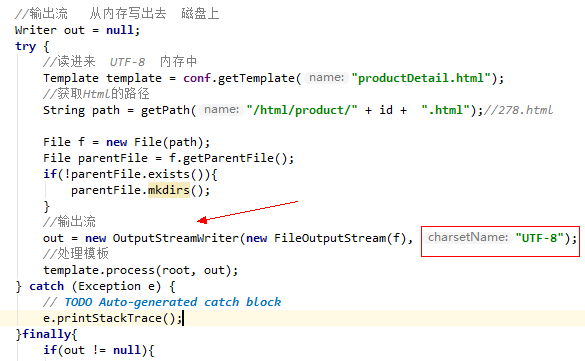 //输出流   从内存写出去  磁盘上
Writer out = null;
try {
//读进来  UTF-8  内存中
Template template = conf.getTemplate( name: "productDetail.html");
//获取Html的路径
String path = getPath( name: "/html/product/" + id +  ".html");//278.html
File f = new File(path);
File parentFile = f.getParentFile();
if(!parentFile.exists()){
parentFile.mkdirs();
}
//输出流
out = new OutputStreamWriter(new FileOutputStream(f), charsetName: "UTF-8");
//处理模板
template.process(root, out);
} catch (Exception e) {
// TODO Auto-generated catch block
e.printStackTrace();
}finally{
if(out != null){